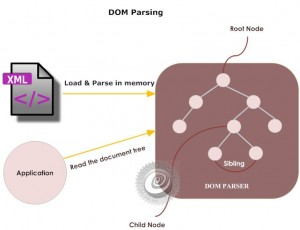 DOM Parsing
Root Node
XML
</>
Load & Parse in memory
Application
Read the document tree
Sibling
DOM PARSER
Child Node